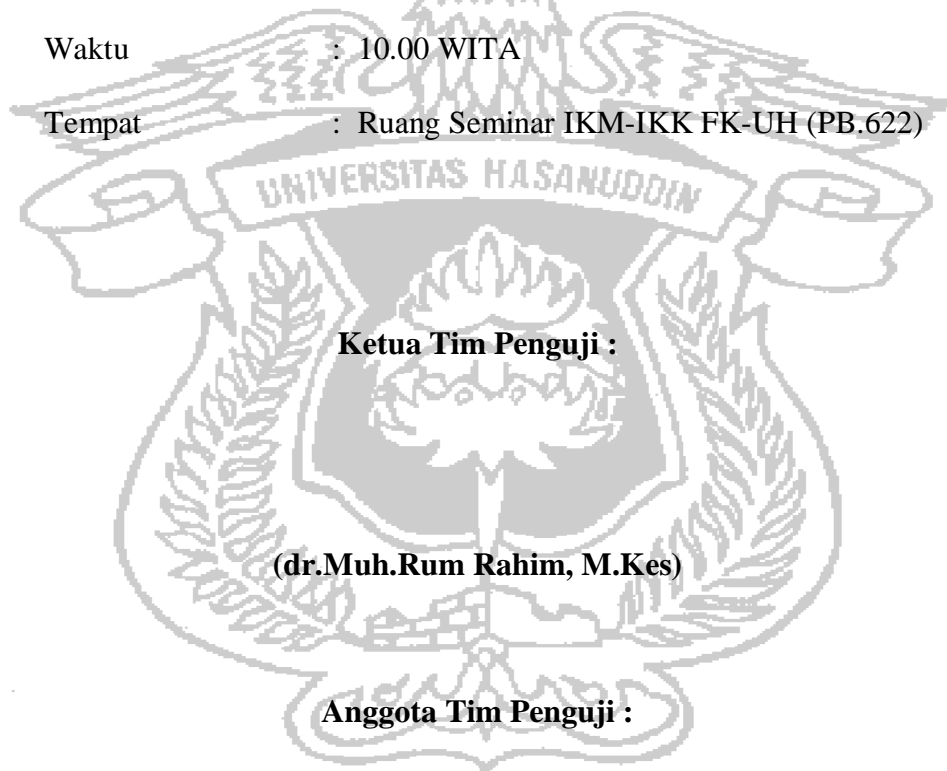 Waktu : 10.00 WITA
Tempat : Ruang Seminar IKM-IKK FK-UH (PB.622)
UNIVERSITAS HASANUDDIN
Ketua Tim Penguji :
(dr.Muh.Rum Rahim, M.Kes)
Anggota Tim Penguji :